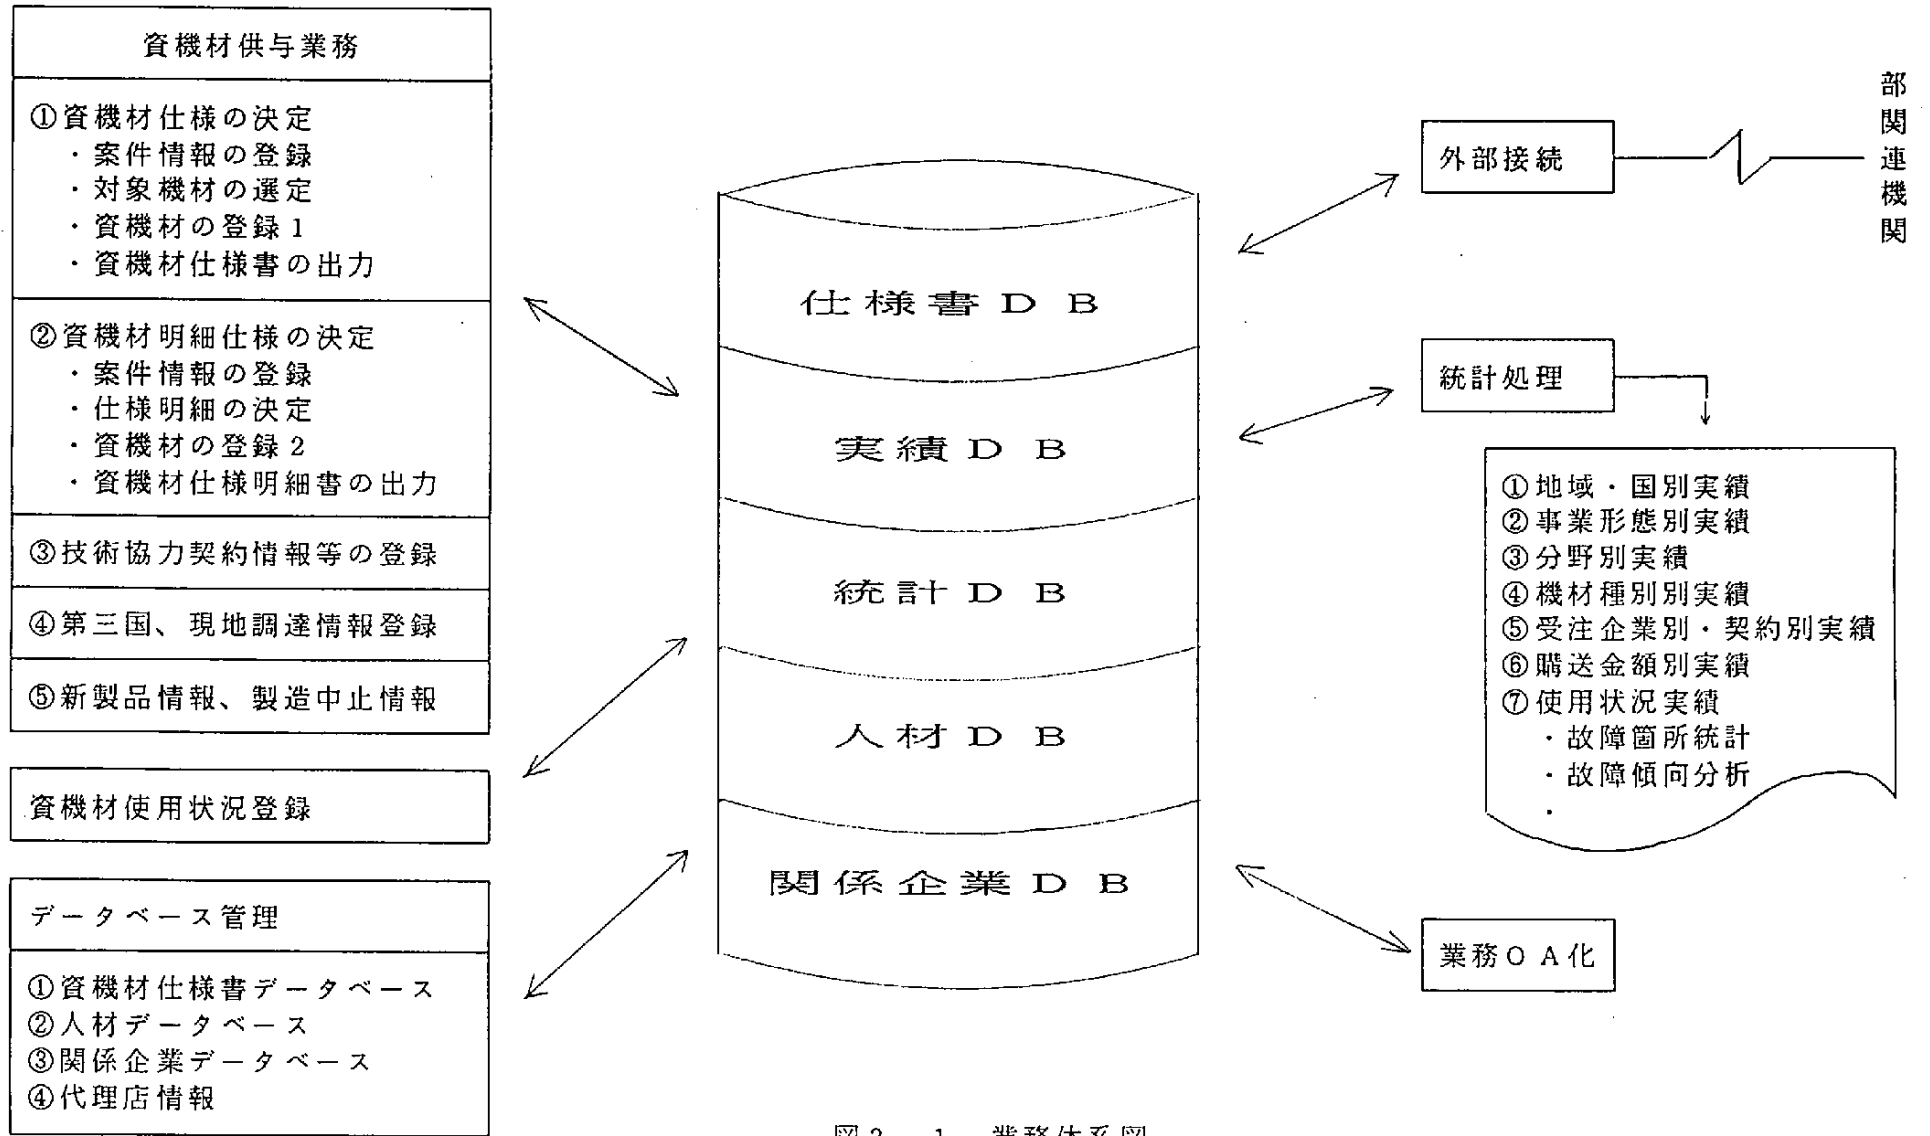 資機材供与業務
①資機材仕様の決定
・案件情報の登録
・対象機材の選定
・資機材の登録1
・資機材仕様書の出力
②資機材明細仕様の決定
・案件情報の登録
・仕様明細の決定
・資機材の登録2
・資機材仕様明細書の出力
③技術協力契約情報等の登録
④第三国、現地調達情報登録
⑤新製品情報、製造中止情報
資機材使用状況登録
データベース管理
①資機材仕様書データベース
②人材データベース
③関係企業データベース
④代理店情報
仕様書DB
実績DB
統計DB
人材DB
関係企業DB
外部接続
部関連機関
統計処理
①地域・国別実績
②事業形態別実績
③分野別実績
④機材種別別実績
⑤受注企業別・契約別実績
⑥購送金額別実績
⑦使用状況実績
・故障箇所統計
・故障傾向分析
・
業務OA化